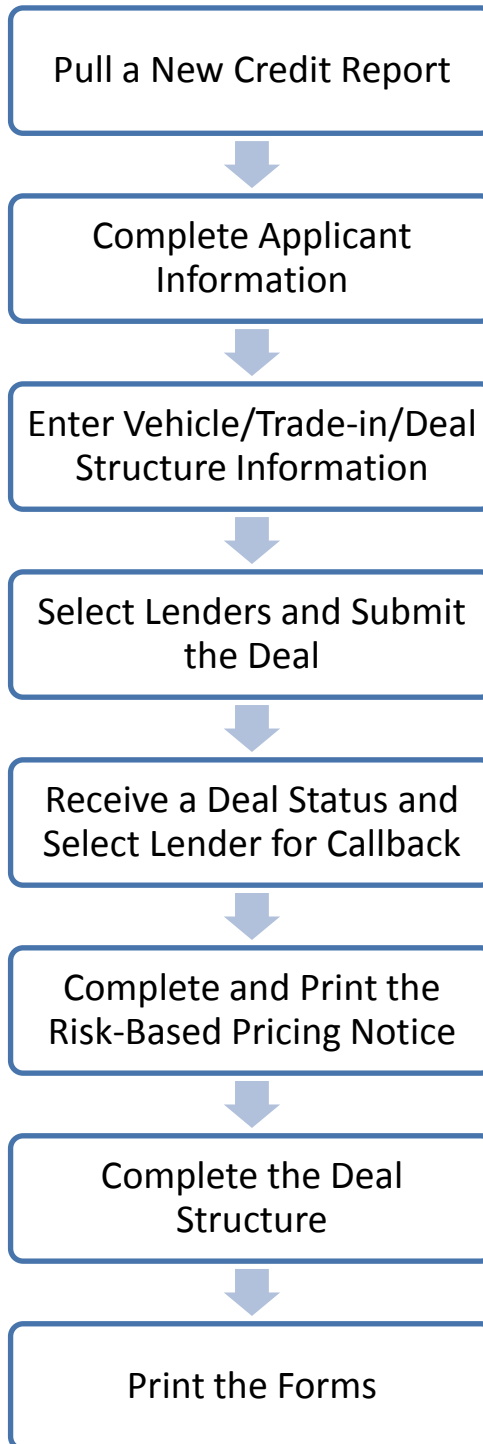 Pull a New Credit Report
Complete Applicant
Information
Enter Vehicle/Trade-in/Deal
Structure Information
Select Lenders and Submit
the Deal
Receive a Deal Status and
Select Lender for Callback
Complete and Print the
Risk-Based Pricing Notice
Complete the Deal
Structure
Print the Forms